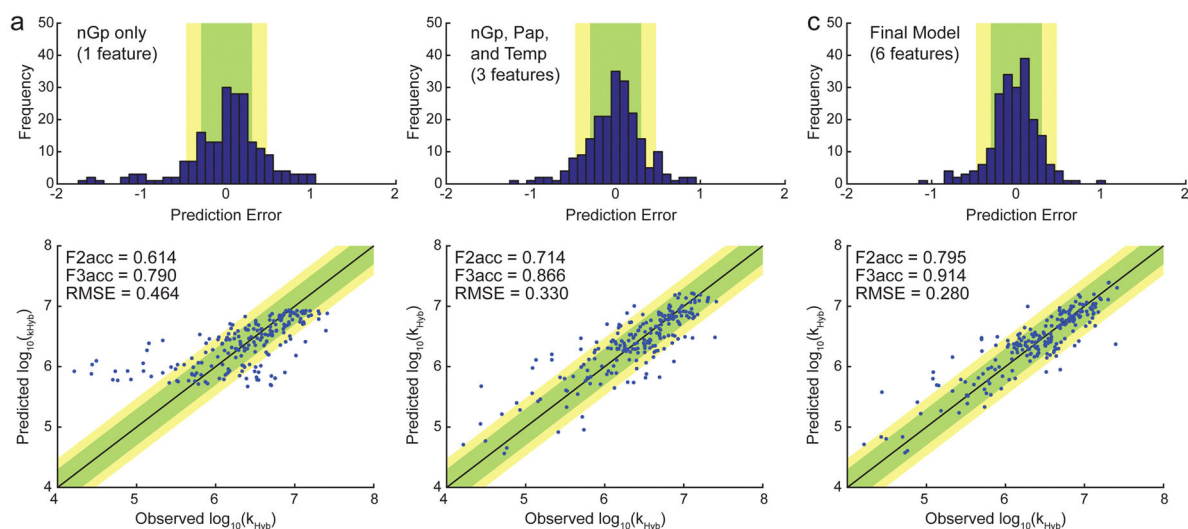 a
nGp only
(1 feature)
50
40
30
20
10
0
Frequency
-2
-1
0
1
2
Prediction Error
nGp, Pap,
and Temp
(3 features)
50
40
30
20
10
0
Frequency
-2
-1
0
1
2
Prediction Error
c
Final Model
(6 features)
50
40
30
20
10
0
Frequency
-2
-1
0
1
2
Prediction Error
F2acc = 0.614
F3acc = 0.790
RMSE = 0.464
8
7
6
5
4
Predicted log10(kHyb)
4
5
6
7
8
Observed log10(kHyb)
F2acc = 0.714
F3acc = 0.866
RMSE = 0.330
8
7
6
5
4
Predicted log10(kHyb)
4
5
6
7
8
Observed log10(kHyb)
F2acc = 0.795
F3acc = 0.914
RMSE = 0.280
8
7
6
5
4
Predicted log10(kHyb)
4
5
6
7
8
Observed log10(kHyb)